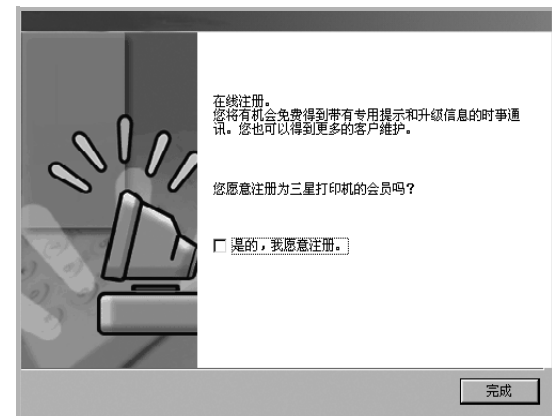 在线注册。
您将有机会免费得到带有专用提示和升级信息的时事通
讯。您也可以得到更多的客户维护。
您愿意注册为三星打印机的会员吗?
是的，我愿意注册。
完成